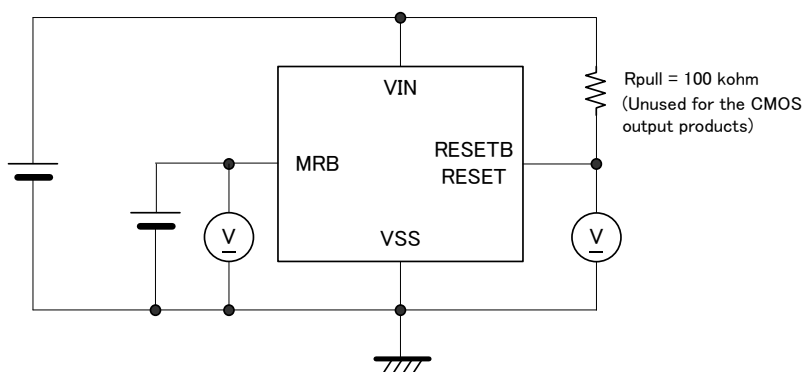 VIN
Rpull = 100 kohm
(Unused for the CMOS
output products)
MRB
RESETB
RESET
V
V
VSS